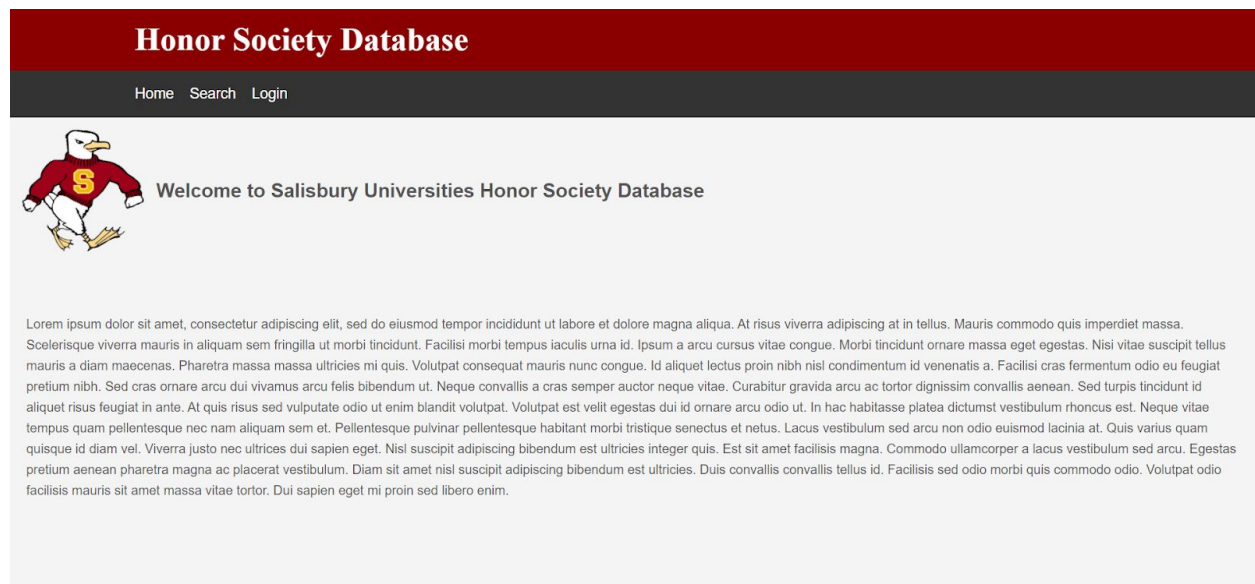 Honor Society Database
Home Search Login
S
Welcome to Salisbury Universities Honor Society Database
Lorem ipsum dolor sit amet, consectetur adipiscing elit, sed do eiusmod tempor incididunt ut labore et dolore magna aliqua. At risus viverra adipiscing at in tellus. Mauris commodo quis imperdiet massa.
Scelerisque viverra mauris in aliquam sem fringilla ut morbi tincidunt. Facilisi morbi tempus iaculis urna id. Ipsum a arcu cursus vitae congue. Morbi tincidunt ornare massa eget egestas. Nisi vitae suscipit tellus
mauris a diam maecenas. Pharetra massa massa ultricies mi quis. Volutpat consequat mauris nunc congue. Id aliquet lectus proin nibh nisl condimentum id venenatis a. Facilisi cras fermentum odio eu feugiat
pretium nibh. Sed cras ornare arcu dui vivamus arcu felis bibendum ut. Neque convallis a cras semper auctor neque vitae. Curabitur gravida arcu ac tortor dignissim convallis aenean. Sed turpis tincidunt id
aliquet risus feugiat in ante. At quis risus sed vulputate odio ut enim blandit volutpat. Volutpat est velit egestas dui id ornare arcu odio ut. In hac habitasse platea dictumst vestibulum rhoncus est. Neque vitae
tempus quam pellentesque nec nam aliquam sem et. Pellentesque pulvinar pellentesque habitant morbi tristique senectus et netus. Lacus vestibulum sed arcu non odio euismod lacinia at. Quis varius quam
quisque id diam vel. Viverra justo nec ultrices dui sapien eget. Nisl suscipit adipiscing bibendum est ultricies integer quis. Est sit amet facilisis magna. Commodo ullamcorper a lacus vestibulum sed arcu. Egestas
pretium aenean pharetra magna ac placerat vestibulum. Diam sit amet nisl suscipit adipiscing bibendum est ultricies. Duis convallis convallis tellus id. Facilisis sed odio morbi quis commodo odio. Volutpat odio
facilisis mauris sit amet massa vitae tortor. Dui sapien eget mi proin sed libero enim.